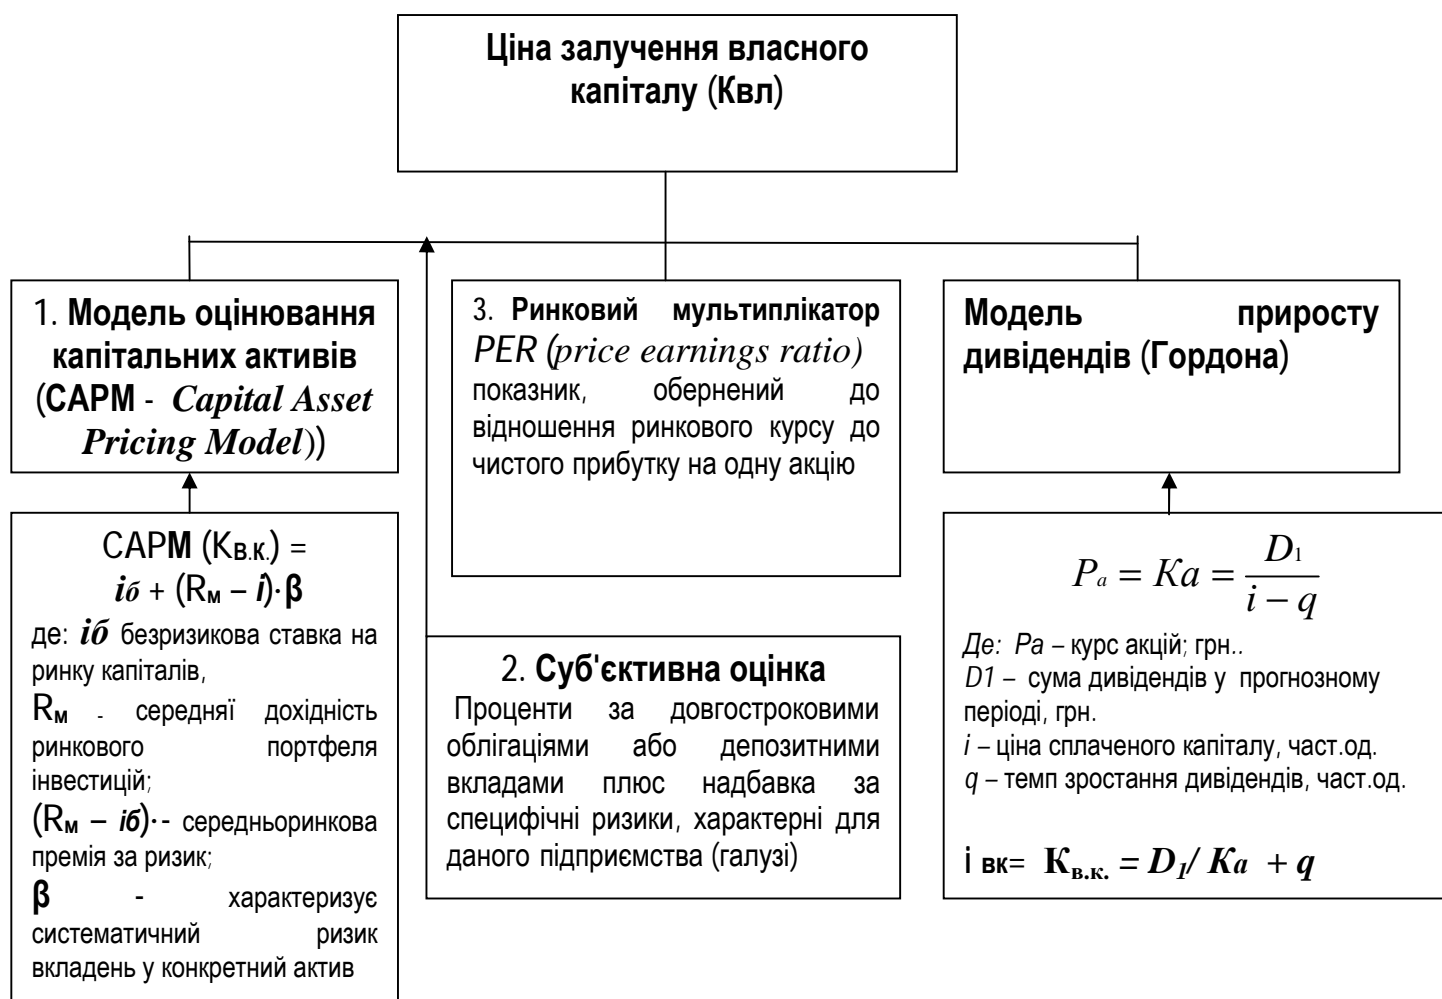 Ціна залучення власного
капіталу (Квл)
1. Модель оцінювання
капітальних активів
(САРМ - Capital Asset
Pricing Model))
САРМ (Кв.к.) =
iб + (Rм – i)·β
де: iб безризикова ставка на
ринку капіталів,
Rм - середняї дохідність
ринкового портфеля
інвестицій;
(Rм – iб)·- середньоринкова
премія за ризик;
β - характеризує
систематичний ризик
вкладень у конкретний актив
3. Ринковий мультиплікатор
PER (price earnings ratio)
показник, обернений до
відношення ринкового курсу до
чистого прибутку на одну акцію
2. Суб'єктивна оцінка
Проценти за довгостроковими
облігаціями або депозитними
вкладами плюс надбавка за
специфічні ризики, характерні для
даного підприємства (галузі)
Модель приросту
дивідендів (Гордона)
Pa = Ka = D1 / (i − q)
Де: Ра – курс акцій; грн..
D1 – сума дивідендів у прогнозному
періоді, грн.
i – ціна сплаченого капіталу, част.од.
q – темп зростання дивідендів, част.од.
і вк= Кв.к. = D1/ Ка + q